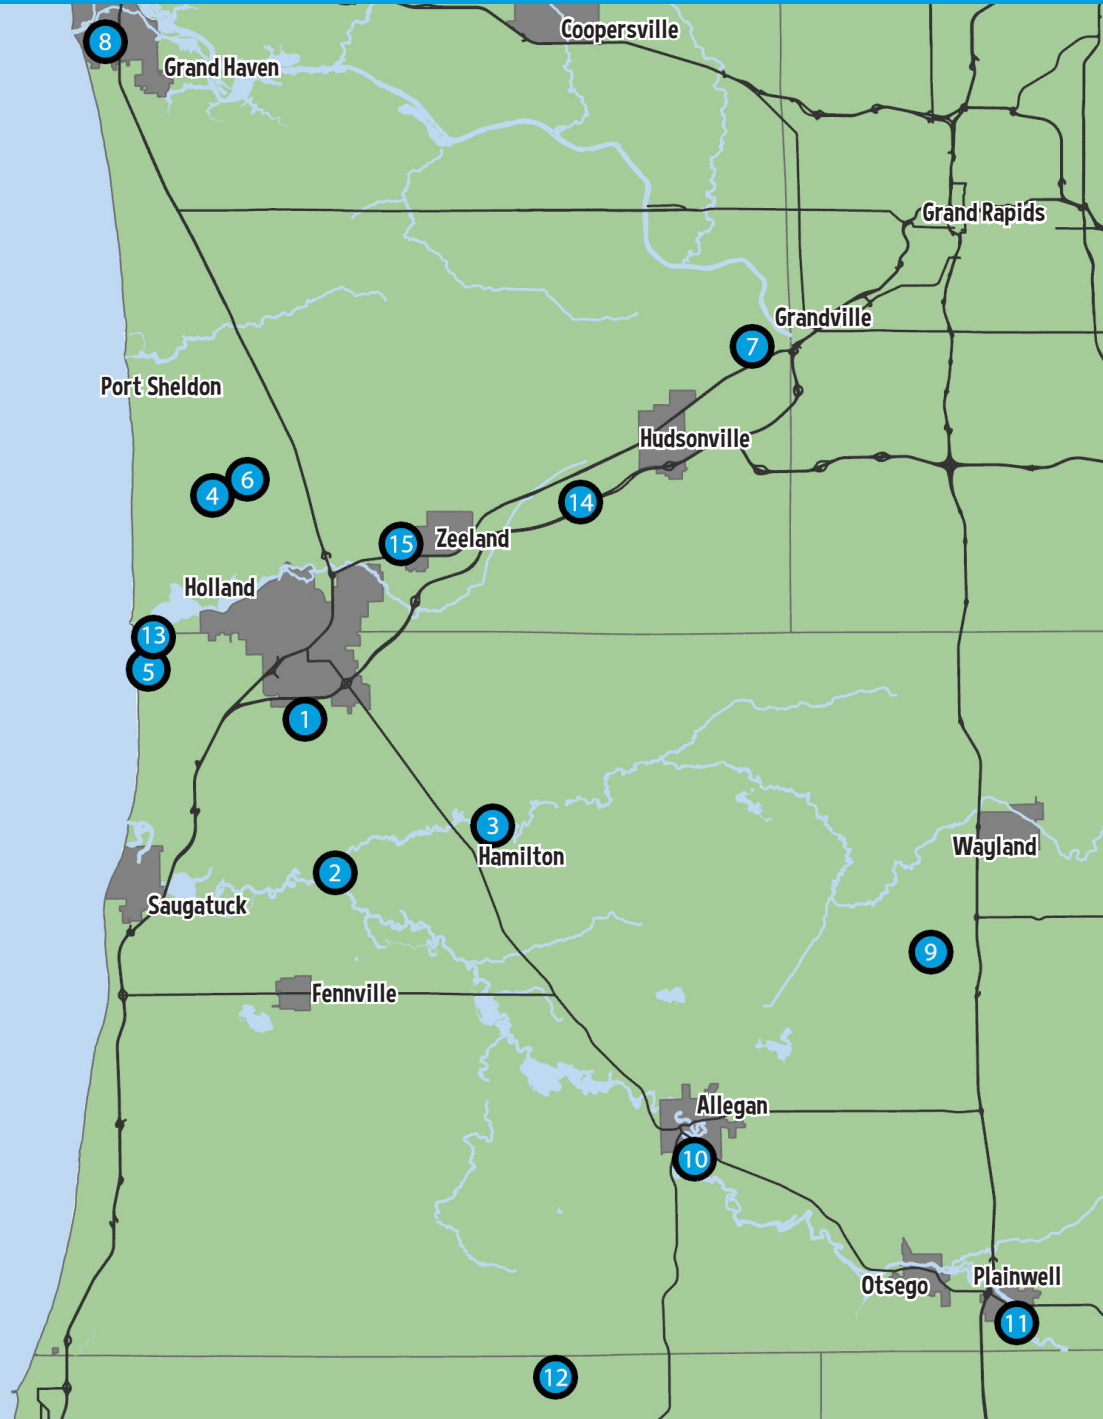 Coopersville
8
Grand Haven
Grand Rapids
Grandville
7
Port Sheldon
Hudsonville
6
4
14
15
Zeeland
Holland
13
5
1
3
Hamilton
Wayland
2
Saugatuck
9
Fennville
Allegan
10
Plainwell
Otsego
11
12